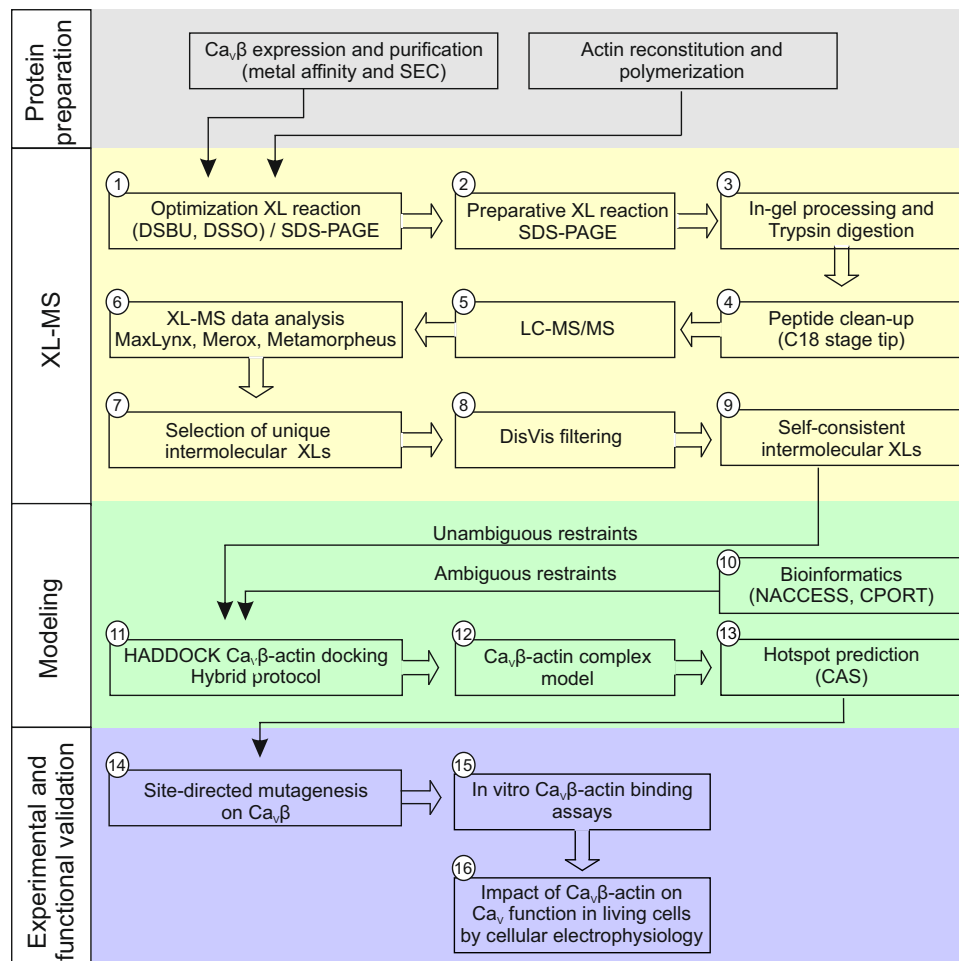 Protein
preparation
Caᵥβ expression and purification
(metal affinity and SEC)
Actin reconstitution and
polymerization
XL-MS
1
Optimization XL reaction
(DSBU, DSSO) / SDS-PAGE
2
Preparative XL reaction
SDS-PAGE
3
In-gel processing and
Trypsin digestion
4
Peptide clean-up
(C18 stage tip)
5
LC-MS/MS
6
XL-MS data analysis
MaxLynx, Merox, Metamorpheus
7
Selection of unique
intermolecular XLs
8
DisVis filtering
9
Self-consistent
intermolecular XLs
Modeling
Unambiguous restraints
Ambiguous restraints
10
Bioinformatics
(NACCESS, CPORT)
11
HADDOCK Caᵥβ-actin docking
Hybrid protocol
12
Caᵥβ-actin complex
model
13
Hotspot prediction
(CAS)
Experimental and
functional validation
14
Site-directed mutagenesis
on Caᵥβ
15
In vitro Caᵥβ-actin binding
assays
16
Impact of Caᵥβ-actin on
Caᵥ function in living cells
by cellular electrophysiology